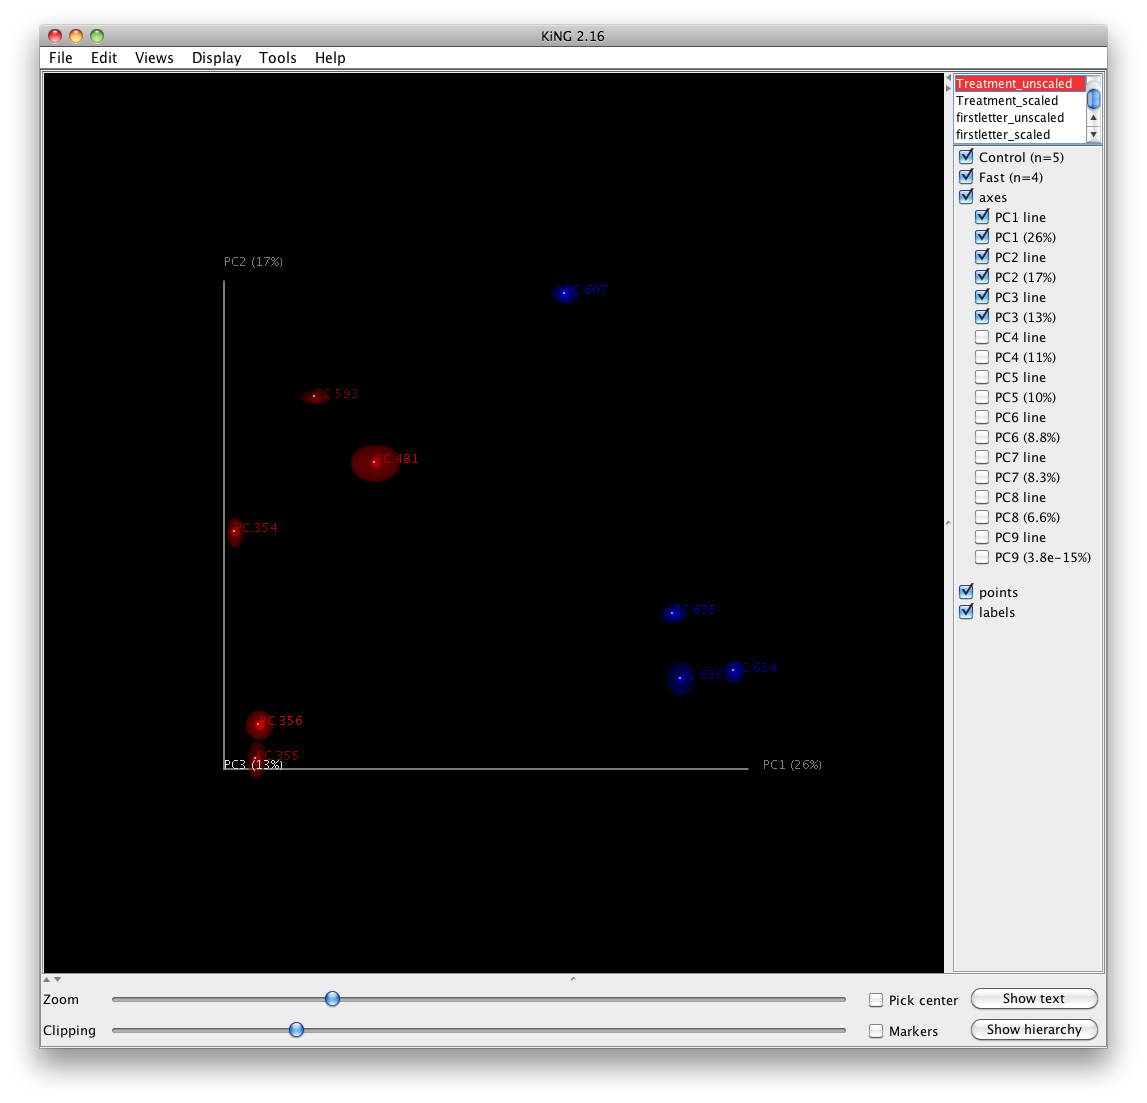 KiNG 2.16
File Edit Views Display Tools Help
Treatment_unscaled
Treatment_scaled
firstletter_unscaled
firstletter_scaled
Control (n=5)
Fast (n=4)
axes
PC1 line
PC1 (26%)
PC2 line
PC2 (17%)
PC3 line
PC3 (13%)
PC4 line
PC4 (11%)
PC5 line
PC5 (10%)
PC6 line
PC6 (8.8%)
PC7 line
PC7 (8.3%)
PC8 line
PC8 (6.6%)
PC9 line
PC9 (3.8e-15%)
points
labels
PC2 (17%)
PC.607
PC.593
PC.481
PC.354
PC.635
PC.634
PC.636
PC.356
PC.355
PC3 (13%)
PC1 (26%)
Zoom
Pick center
Show text
Clipping
Markers
Show hierarchy